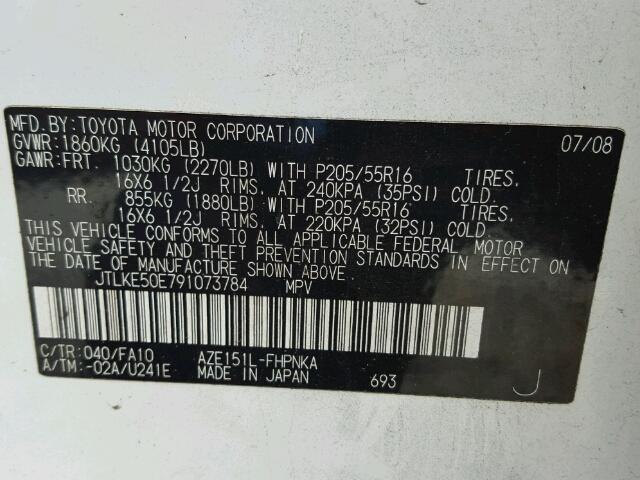 MFD.BY:TOYOTA MOTOR CORPORATION 07/08
GVWR:1860KG (4105LB)
GAWR:FRT. 1030KG (2270LB) WITH P205/55R16 TIRES,
16X6 1/2J RIMS, AT 240KPA (35PSI) COLD.
RR. 855KG (1880LB) WITH P205/55R16 TIRES,
16X6 1/2J RIMS, AT 220KPA (32PSI) COLD.
THIS VEHICLE CONFORMS TO ALL APPLICABLE FEDERAL MOTOR
VEHICLE SAFETY AND THEFT PREVENTION STANDARDS IN EFFECT ON
THE DATE OF MANUFACTURE SHOWN ABOVE.
JTLKE50E791073784 MPV
C/TR:040/FA10 AZE151L-FHPNKA
A/TM:-02A/U241E MADE IN JAPAN 693 J